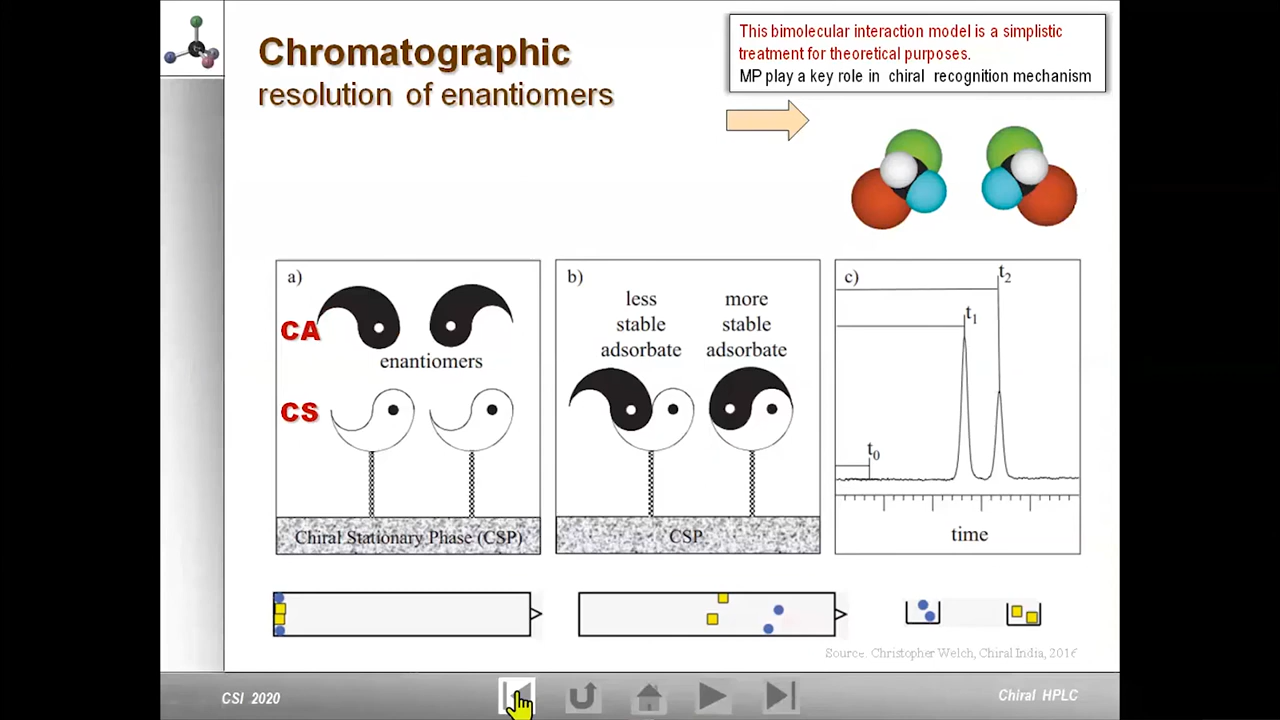 Chromatographic
resolution of enantiomers
This bimolecular interaction model is a simplistic
treatment for theoretical purposes.
MP play a key role in chiral recognition mechanism
a)
CA
enantiomers
CS
Chiral Stationary Phase (CSP)
b)
less
stable
adsorbate
more
stable
adsorbate
CSP
c)
t2
t1
t0
time
Source. Christopher Welch, Chiral India, 2016
CSI 2020
Chiral HPLC